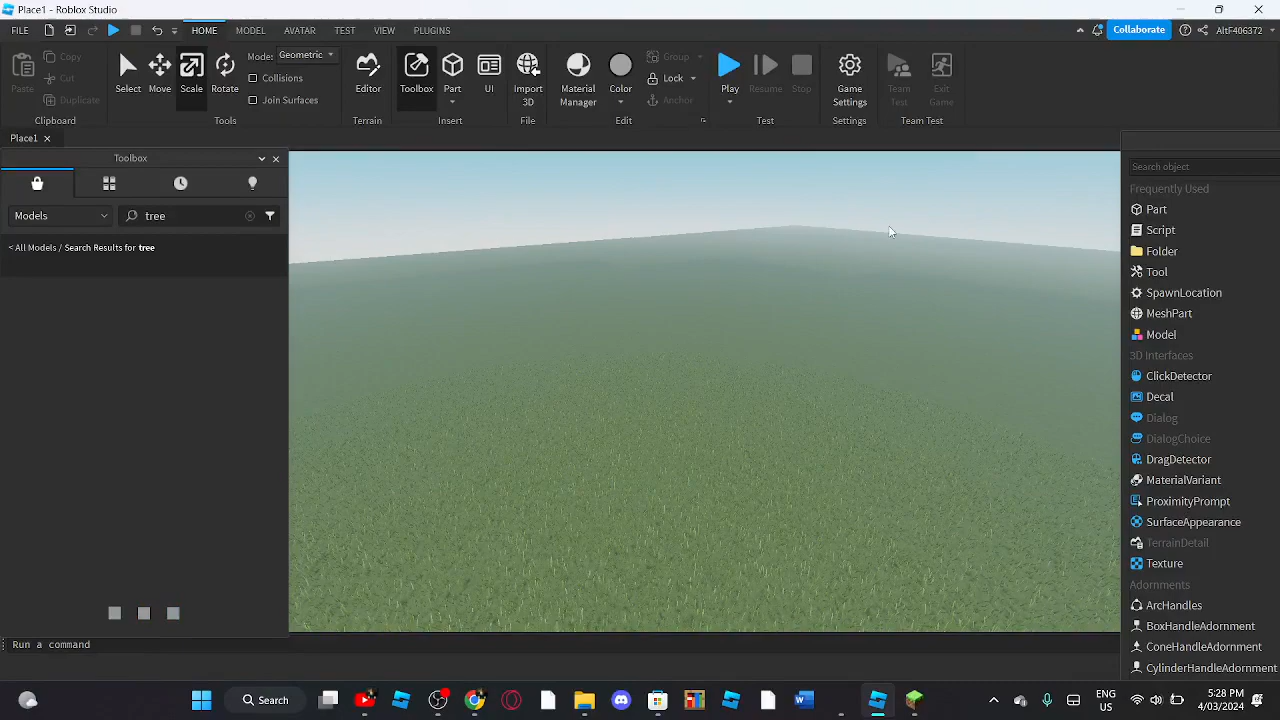 Place1 - Roblox Studio
FILE HOME MODEL AVATAR TEST VIEW PLUGINS Collaborate AtEF406372
Paste Copy Cut Duplicate Clipboard
Select Move Scale Rotate Mode: Geometric Collisions Join Surfaces Tools
Editor Terrain
Toolbox Part UI Insert
Import 3D File
Material Manager Color Group Lock Anchor Edit
Play Resume Stop Test
Game Settings Settings
Team Test Exit Game Team Test
Place1
Toolbox
Models tree
< All Models / Search Results for tree
Search object
Frequently Used
Part
Script
Folder
Tool
SpawnLocation
MeshPart
Model
3D Interfaces
ClickDetector
Decal
Dialog
DialogChoice
DragDetector
MaterialVariant
ProximityPrompt
SurfaceAppearance
TerrainDetail
Texture
Adornments
ArcHandles
BoxHandleAdornment
ConeHandleAdornment
CylinderHandleAdornment
Run a command
Search
ENG
US
5:28 PM
4/03/2024